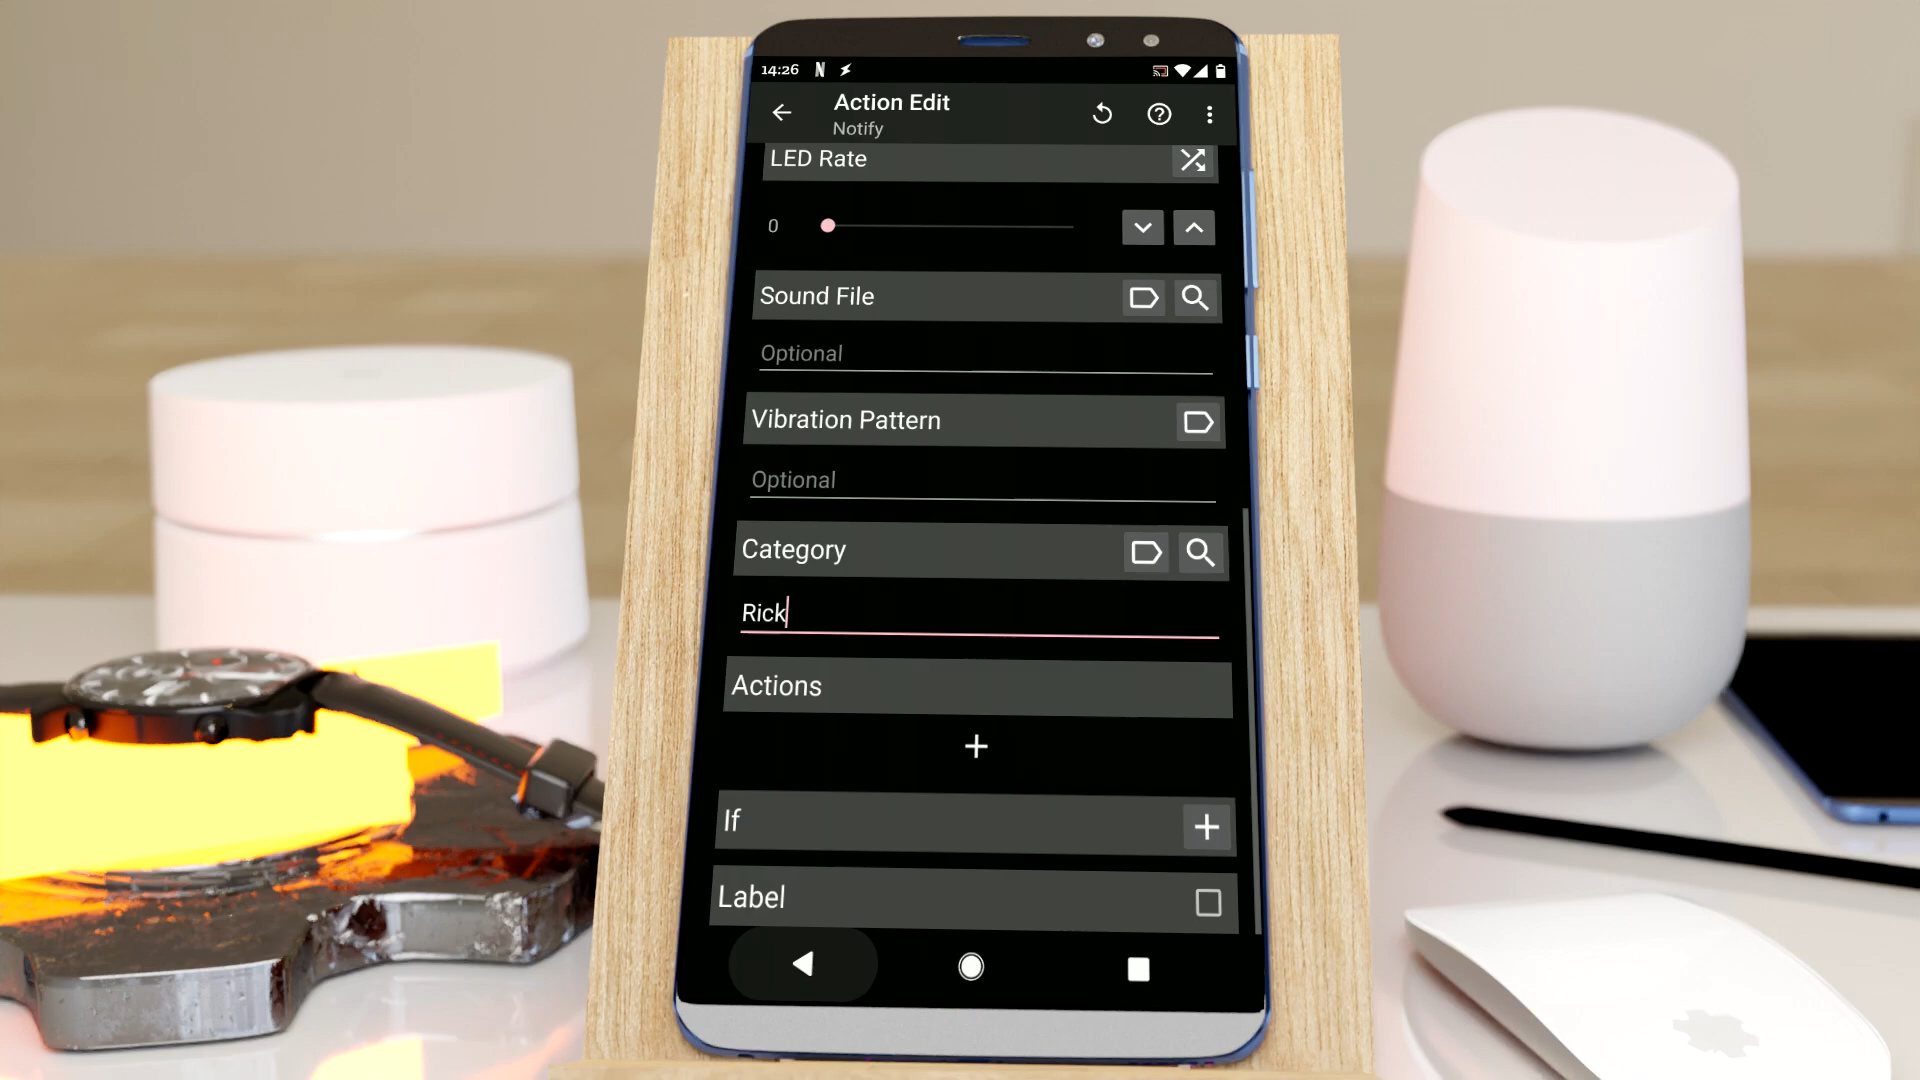 14:26
Action Edit
Notify
LED Rate
0
Sound File
Optional
Vibration Pattern
Optional
Category
Rick
Actions
If
Label